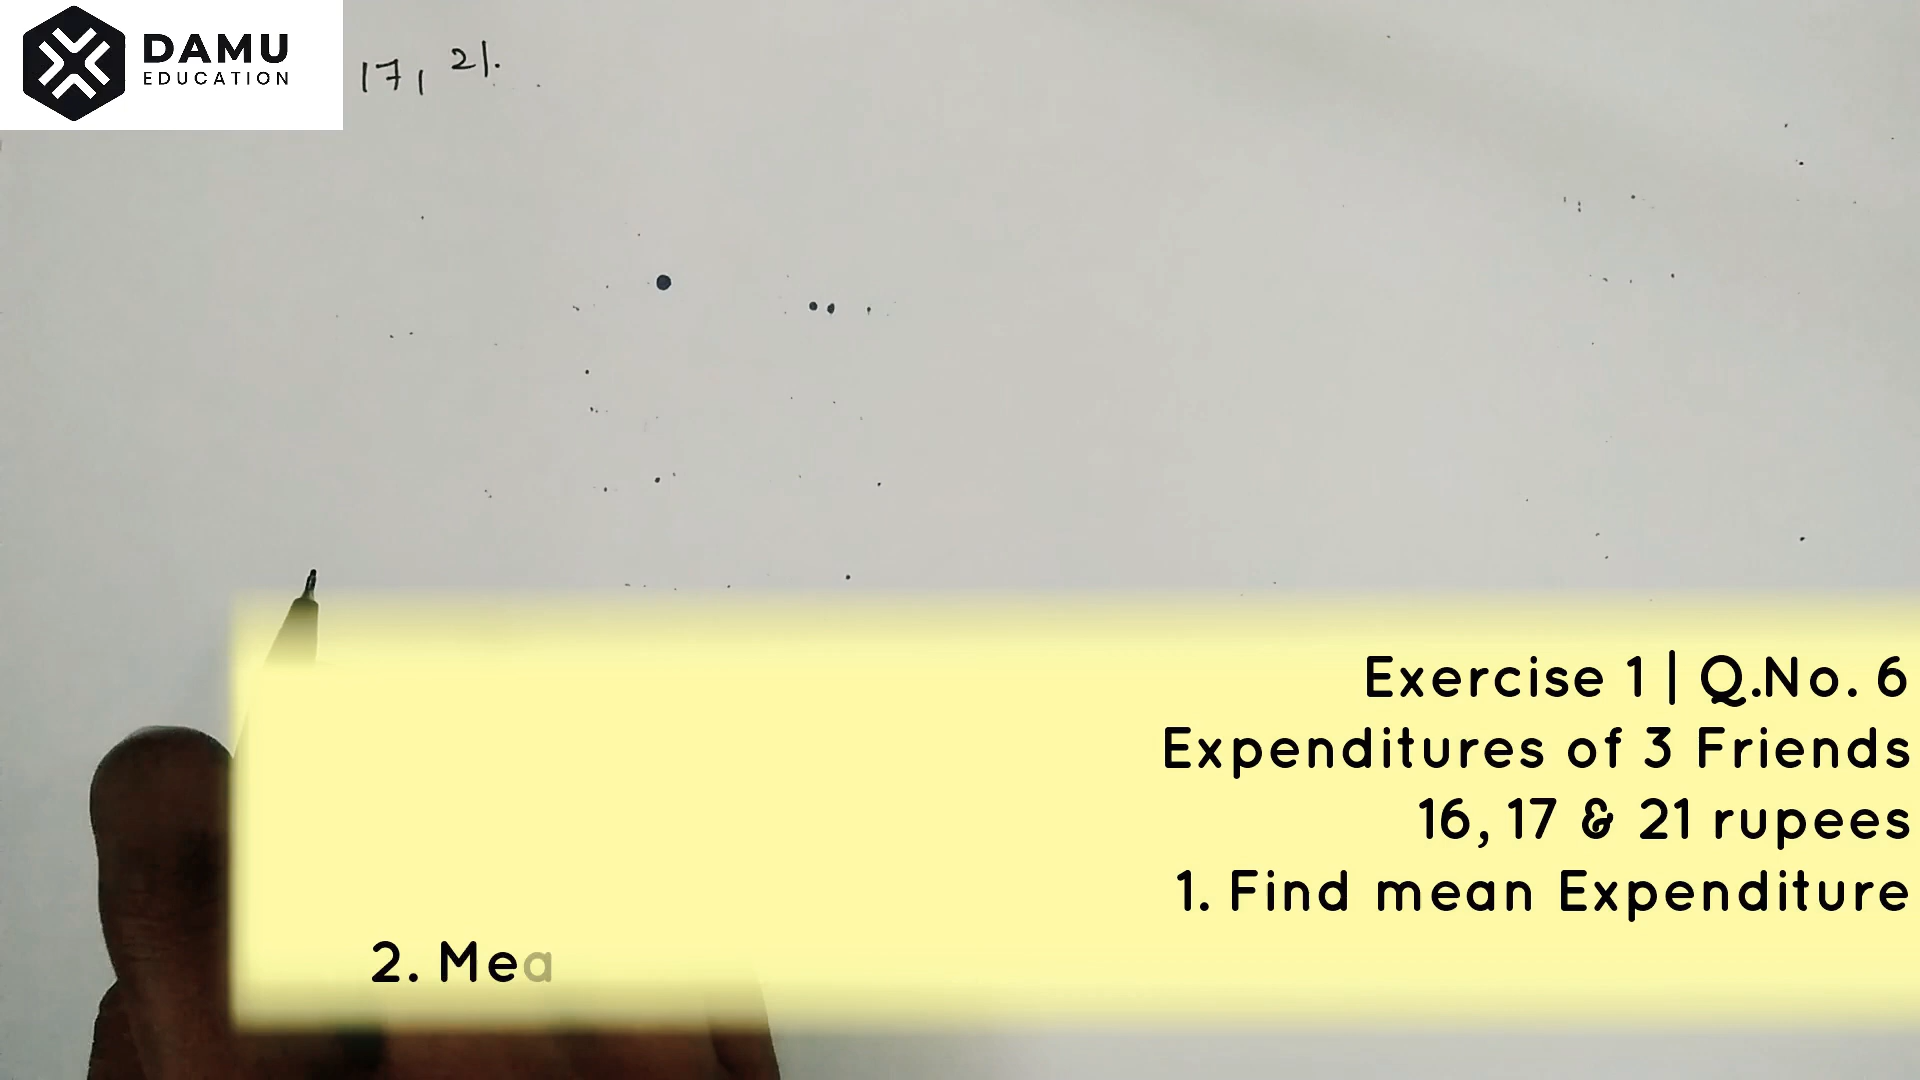 DAMU
EDUCATION
17, 21.
Exercise 1 | Q.No. 6
Expenditures of 3 Friends
16, 17 & 21 rupees
1. Find mean Expenditure
2. Mea